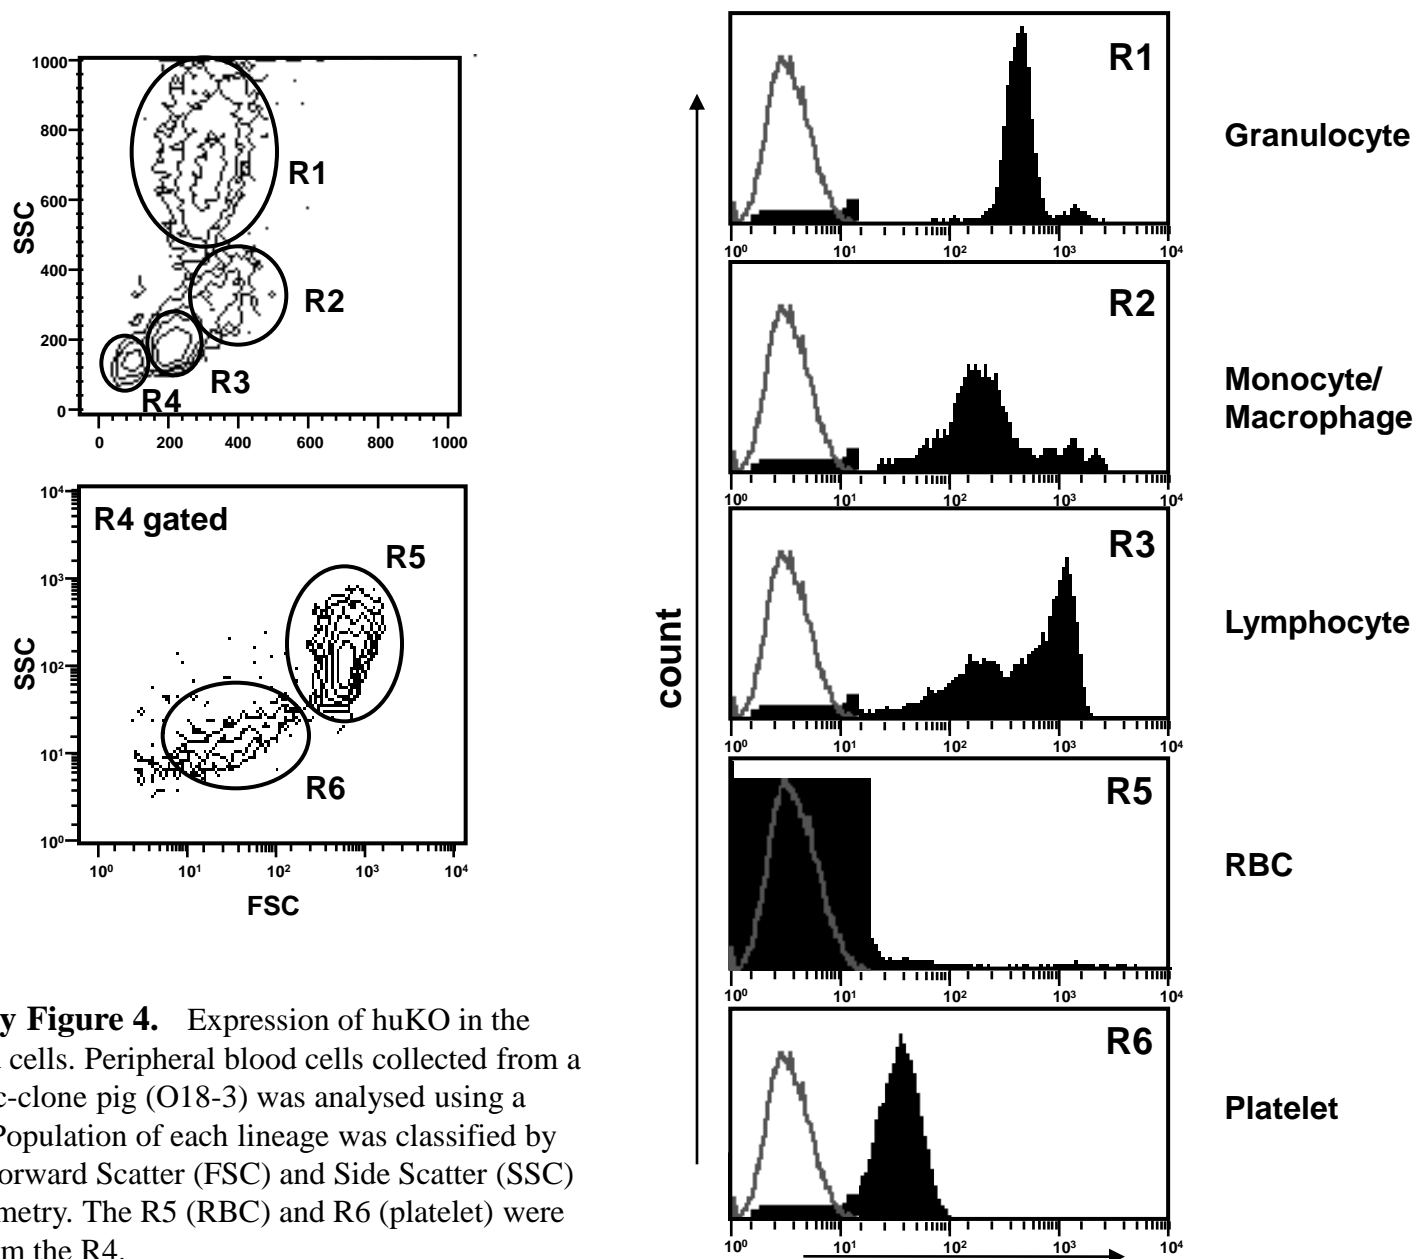 1000
800
600
400
200
0
SSC
R1
R2
R3
R4
0 200 400 600 800 1000
R4 gated
10⁴
10³
10²
10¹
10⁰
SSC
R5
R6
10⁰ 10¹ 10² 10³ 10⁴
FSC
y Figure 4. Expression of huKO in the
cells. Peripheral blood cells collected from a
c-clone pig (O18-3) was analysed using a
Population of each lineage was classified by
orward Scatter (FSC) and Side Scatter (SSC)
metry. The R5 (RBC) and R6 (platelet) were
m the R4.
count
R1
Granulocyte
10⁰ 10¹ 10² 10³ 10⁴
R2
Monocyte/
Macrophage
10⁰ 10¹ 10² 10³ 10⁴
R3
Lymphocyte
10⁰ 10¹ 10² 10³ 10⁴
R5
RBC
10⁰ 10¹ 10² 10³ 10⁴
R6
Platelet
10⁰ 10¹ 10² 10³ 10⁴